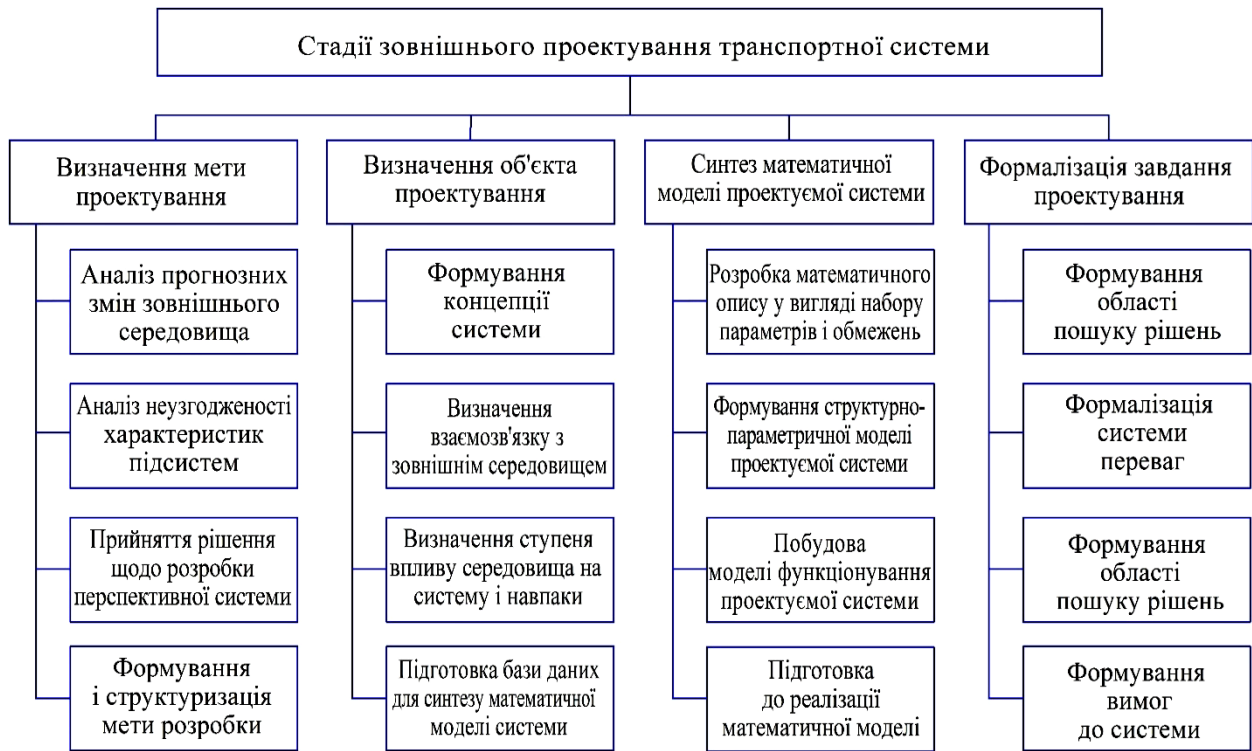 Стадії зовнішнього проектування транспортної системи
Визначення мети
проектування
Аналіз прогнозних
змін зовнішнього
середовища
Аналіз неузгодженості
характеристик
підсистем
Прийняття рішення
щодо розробки
перспективної системи
Формування
і структуризація
мети розробки
Визначення об'єкта
проектування
Формування
концепції
системи
Визначення
взаємозв'язку з
зовнішнім середовищем
Визначення ступеня
впливу середовища на
систему і навпаки
Підготовка бази даних
для синтезу математичної
моделі системи
Синтез математичної
моделі проектуємої системи
Розробка математичного
опису у вигляді набору
параметрів і обмежень
Формування структурно-
параметричної моделі
проектуємої системи
Побудова
моделі функціонування
проектуємої системи
Підготовка
до реалізації
математичної моделі
Формалізація завдання
проектування
Формування
області
пошуку рішень
Формалізація
системи
переваг
Формування
області
пошуку рішень
Формування
вимог
до системи